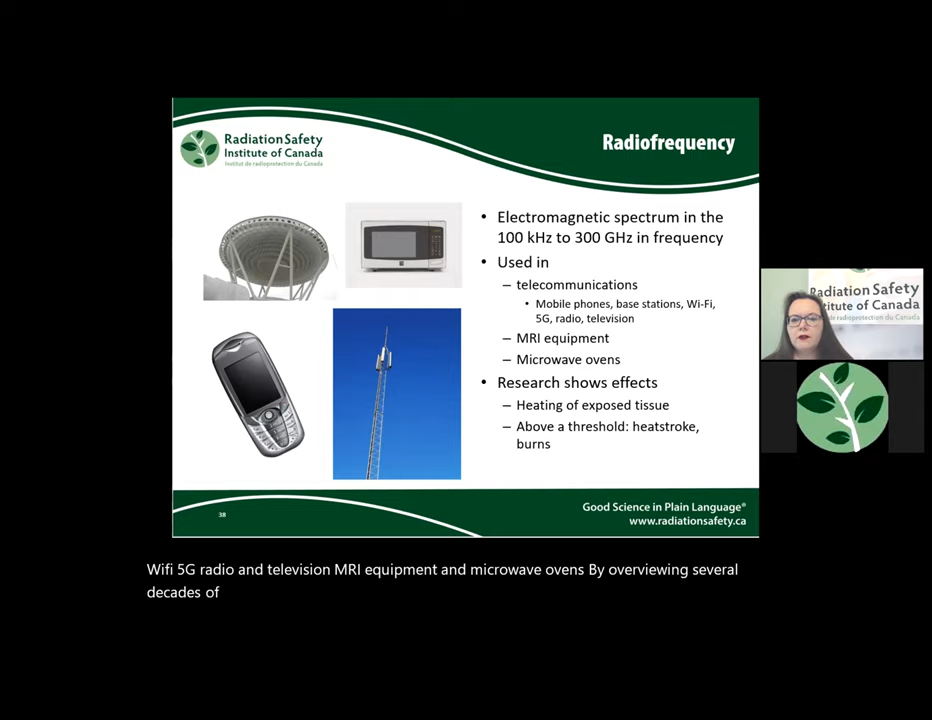 RadiationSafety
Institute of Canada
Institut de radioprotection du Canada
Radiofrequency
• Electromagnetic spectrum in the
100 kHz to 300 GHz in frequency
• Used in
– telecommunications
• Mobile phones, base stations, Wi-Fi,
5G, radio, television
– MRI equipment
– Microwave ovens
• Research shows effects
– Heating of exposed tissue
– Above a threshold: heatstroke,
burns
38
Good Science in Plain Language®
www.radiationsafety.ca
Radiation Safety
titute of Canada
de radioprotection du Canada
Wifi 5G radio and television MRI equipment and microwave ovens By overviewing several
decades of